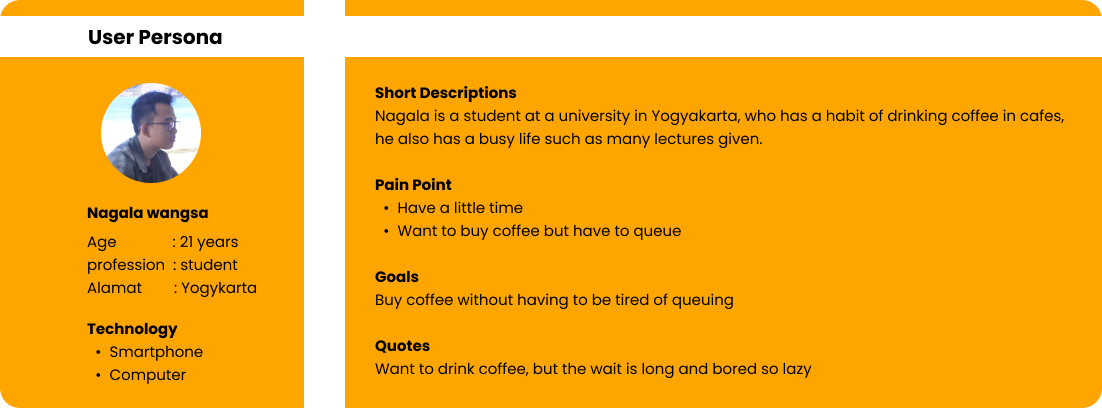 User Persona
Nagala wangsa
Age : 21 years
profession : student
Alamat : Yogykarta
Technology
• Smartphone
• Computer
Short Descriptions
Nagala is a student at a university in Yogyakarta, who has a habit of drinking coffee in cafes,
he also has a busy life such as many lectures given.
Pain Point
• Have a little time
• Want to buy coffee but have to queue
Goals
Buy coffee without having to be tired of queuing
Quotes
Want to drink coffee, but the wait is long and bored so lazy